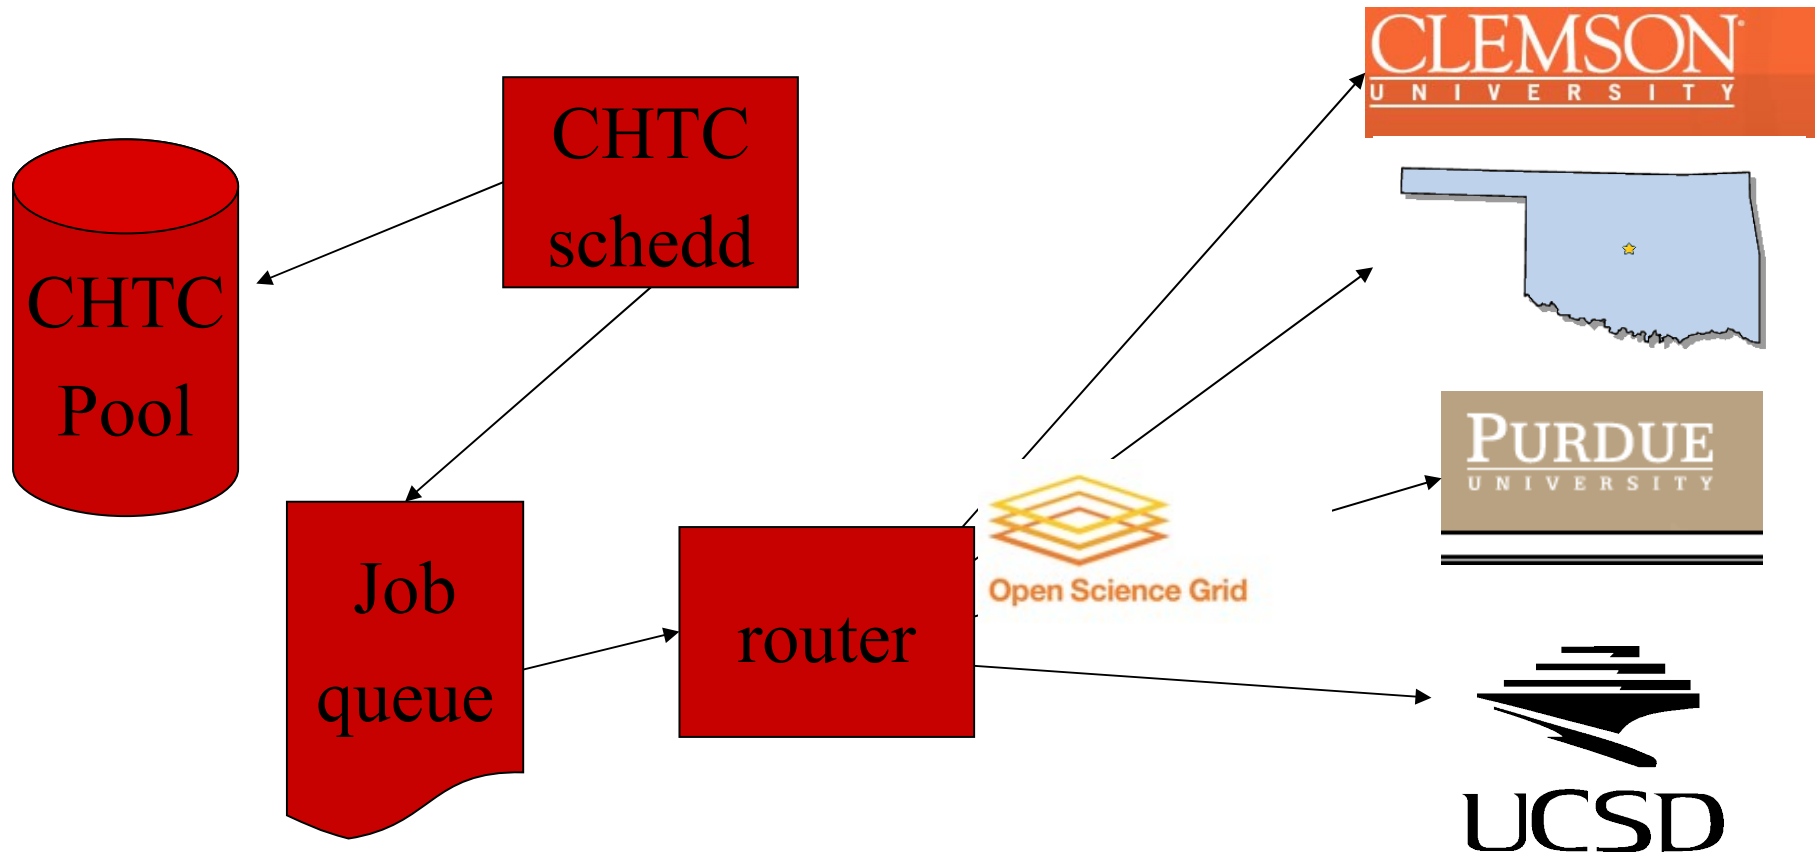 CLEMSON
UNIVERSITY
CHTC
schedd
CHTC
Pool
PURDUE
UNIVERSITY
Job
queue
router
Open Science Grid
UCSD